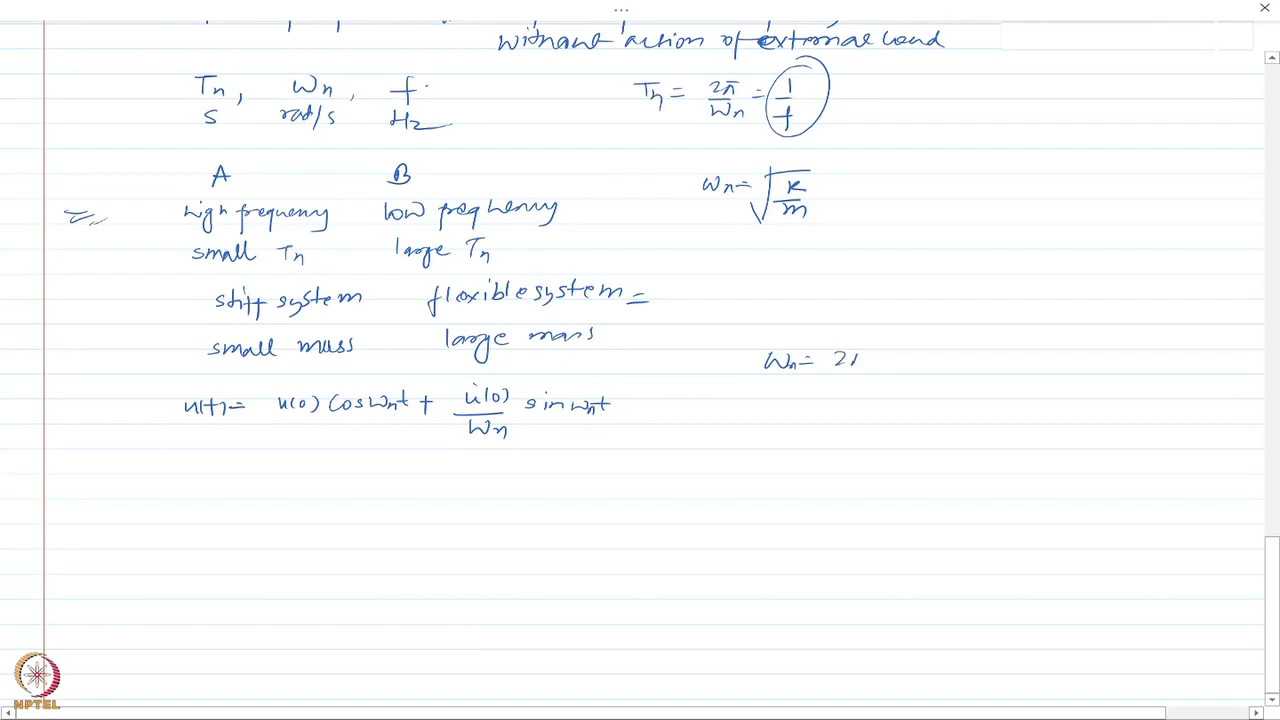 without action of external load
Tn, ωn, f
s rad/s Hz
Tn = 2π/ωn = 1/f
A B
ωn = √(k/m)
high frequency low frequency
small Tn large Tn
stiff system flexible system =
small mass large mass
ωn = 2
u(t) = u(0) cos ωnt + u̇(0)/ωn sin ωnt
NPTEL